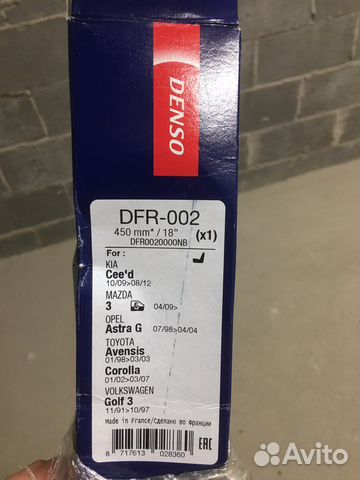 DENSO
DFR-002
450 mm* / 18"
(x1)
DFR0020000NB
For :
KIA
Cee'd
10/09>08/12
MAZDA
3 04/09>
OPEL
Astra G 07/98>04/04
TOYOTA
Avensis
01/98>03/03
Corolla
01/02>03/07
VOLKSWAGEN
Golf 3
11/91>10/97
Made in France/Сделано во Франции
8 717613 028360
EAC
Avito